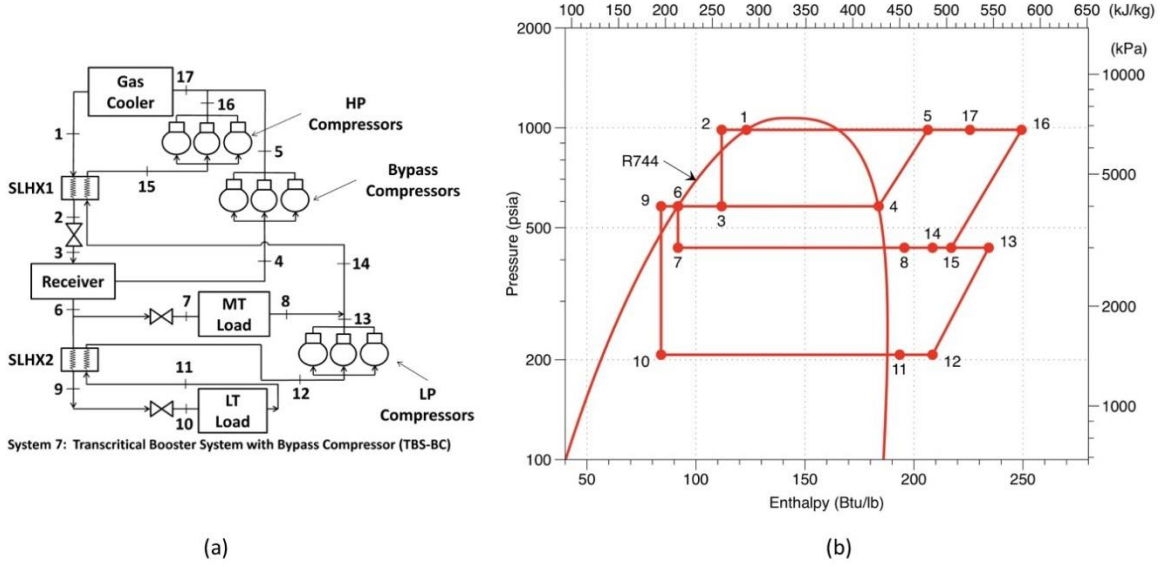 Gas
Cooler
17
16
HP
Compressors
1
5
15
Bypass
Compressors
SLHX1
2
3
4
14
Receiver
6
7
MT
Load
8
13
SLHX2
11
12
LP
Compressors
9
10
LT
Load
System 7: Transcritical Booster System with Bypass Compressor (TBS-BC)
(a)
100 150 200 250 300 350 400 450 500 550 600 650 (kJ/kg)
2000
(kPa)
10000
1000
2 1 5 17 16
R744
5000
9 6 3 4
500
7 8 14 15 13
2000
200
10 11 12
1000
100
Pressure (psia)
50 100 150 200 250
Enthalpy (Btu/lb)
(b)